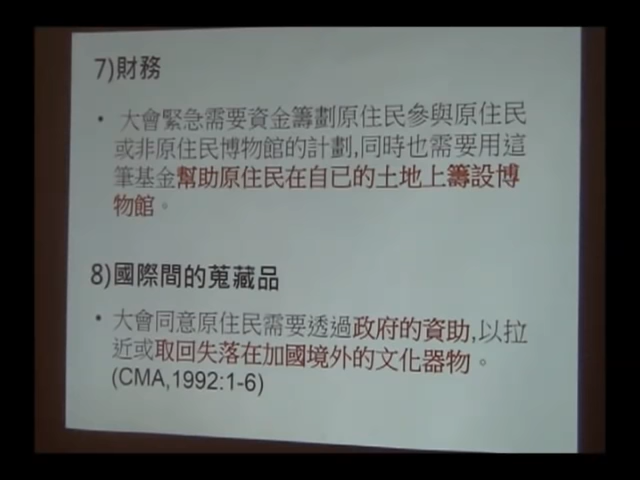 7)財務
• 大會緊急需要資金籌劃原住民參與原住民
或非原住民博物館的計劃,同時也需要用這
筆基金幫助原住民在自已的土地上籌設博
物館。
8)國際間的蒐藏品
• 大會同意原住民需要透過政府的資助,以拉
近或取回失落在加國境外的文化器物。
(CMA,1992:1-6)